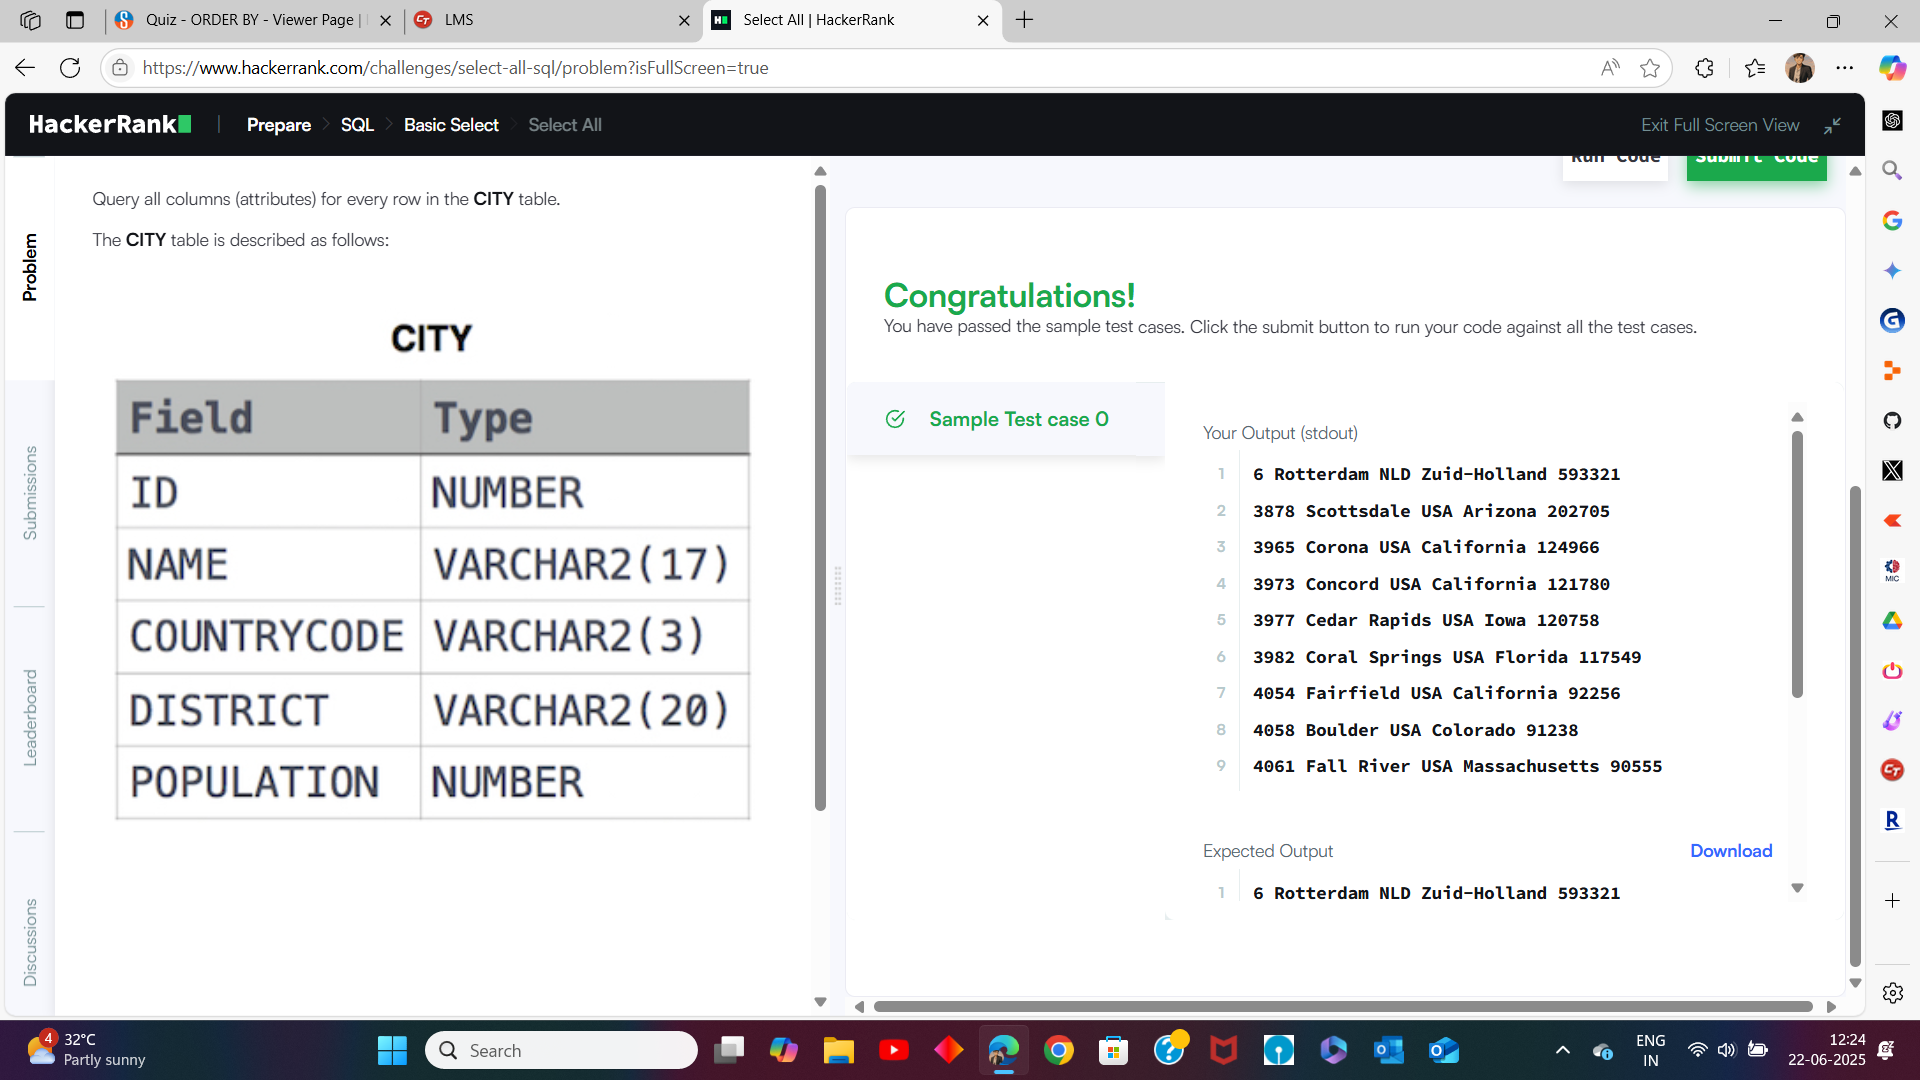 Quiz - ORDER BY - Viewer Page |
LMS
Select All | HackerRank
https://www.hackerrank.com/challenges/select-all-sql/problem?isFullScreen=true
HackerRank
Prepare
SQL
Basic Select
Select All
Exit Full Screen View
Problem
Submissions
Leaderboard
Discussions
Query all columns (attributes) for every row in the CITY table.
The CITY table is described as follows:
CITY
Field Type
ID NUMBER
NAME VARCHAR2(17)
COUNTRYCODE VARCHAR2(3)
DISTRICT VARCHAR2(20)
POPULATION NUMBER
Run Code
Submit Code
Congratulations!
You have passed the sample test cases. Click the submit button to run your code against all the test cases.
Sample Test case 0
Your Output (stdout)
1 6 Rotterdam NLD Zuid-Holland 593321
2 3878 Scottsdale USA Arizona 202705
3 3965 Corona USA California 124966
4 3973 Concord USA California 121780
5 3977 Cedar Rapids USA Iowa 120758
6 3982 Coral Springs USA Florida 117549
7 4054 Fairfield USA California 92256
8 4058 Boulder USA Colorado 91238
9 4061 Fall River USA Massachusetts 90555
Expected Output
Download
1 6 Rotterdam NLD Zuid-Holland 593321
MIC
CT
R
4
32°C
Partly sunny
Search
ENG
IN
12:24
22-06-2025